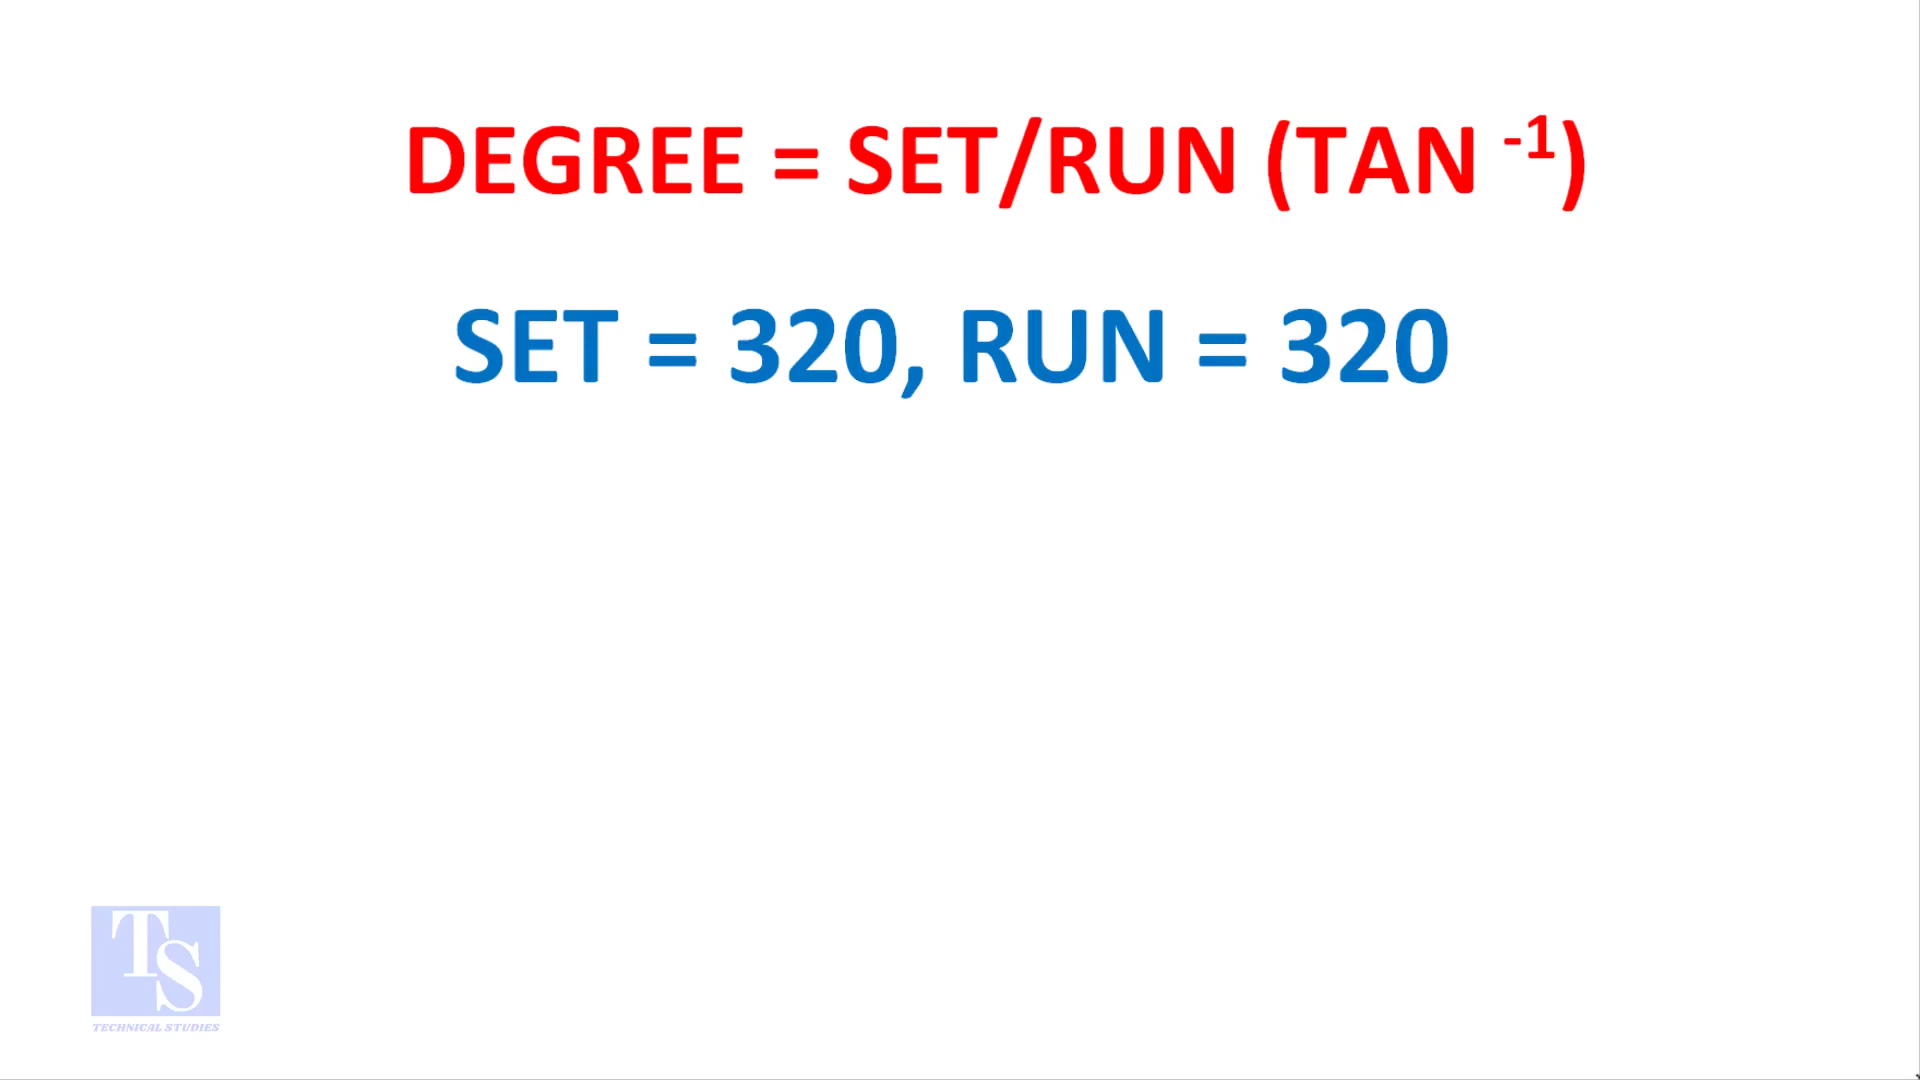 DEGREE = SET/RUN (TAN ⁻¹)
SET = 320, RUN = 320
TS
TECHNICAL STUDIES